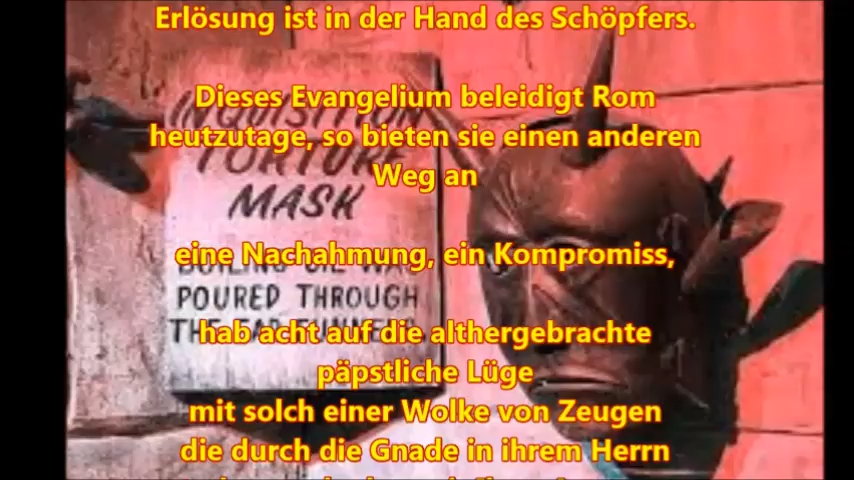 Erlösung ist in der Hand des Schöpfers.
Dieses Evangelium beleidigt Rom
heutzutage, so bieten sie einen anderen
Weg an
eine Nachahmung, ein Kompromiss,
hab acht auf die althergebrachte
päpstliche Lüge
mit solch einer Wolke von Zeugen
die durch die Gnade in ihrem Herrn
INQUISITION
TORTURE
MASK
BOILING OIL WAS
POURED THROUGH
THE EAR FUNNELS